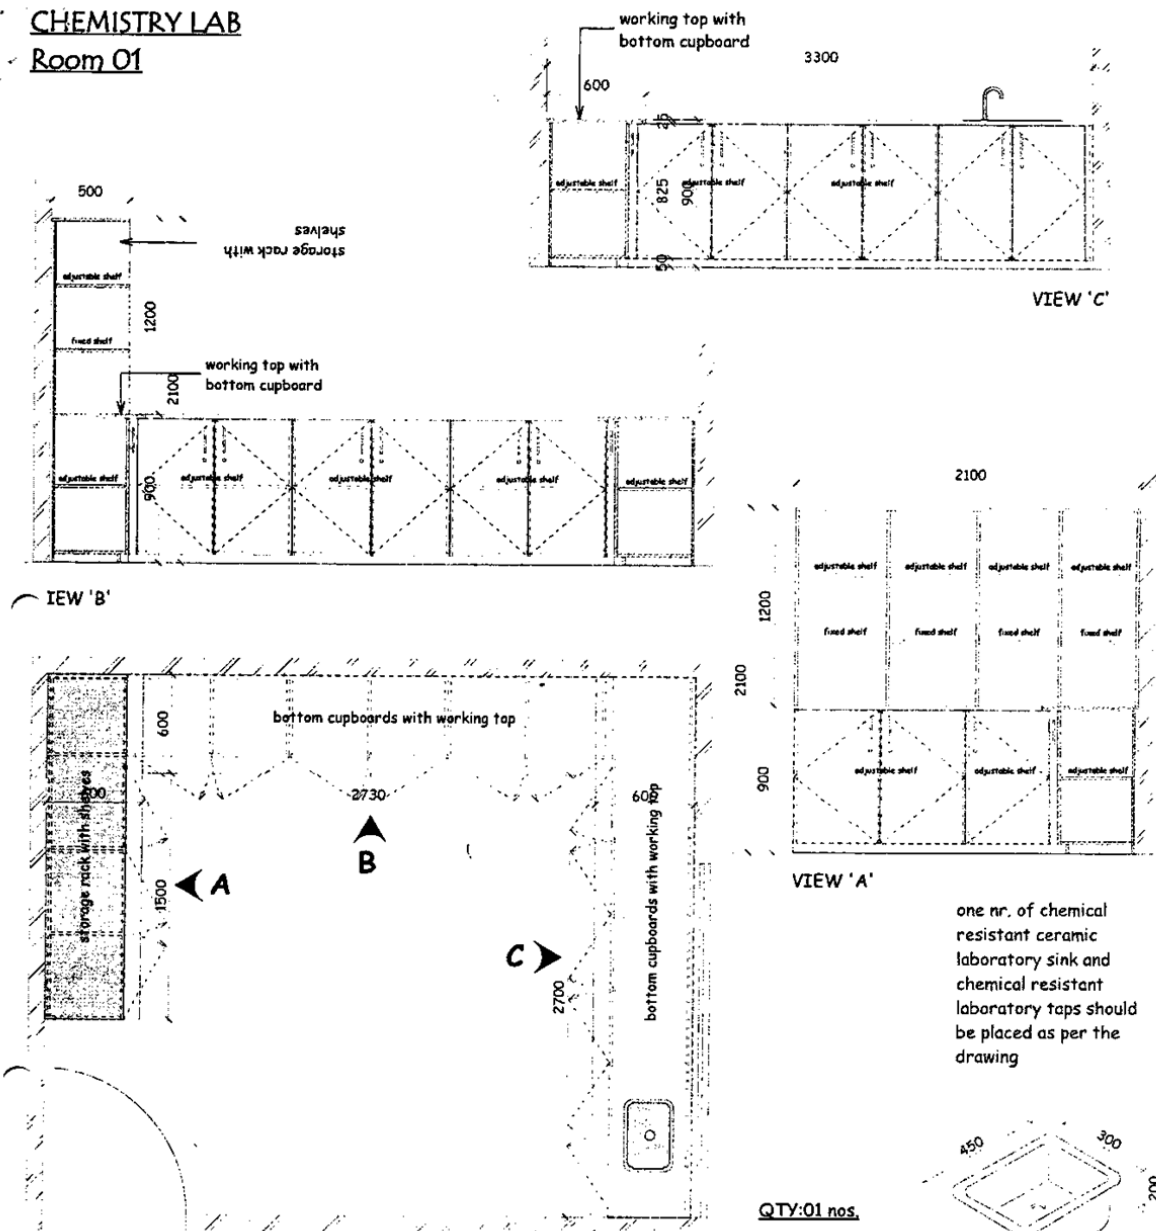 CHEMISTRY LAB
Room 01
working top with
bottom cupboard
3300
600
25
825
900
50
adjustable shelf
adjustable shelf
adjustable shelf
VIEW 'C'
500
storage rack with
shelves
adjustable shelf
fixed shelf
1200
working top with
bottom cupboard
2100
adjustable shelf
900
adjustable shelf
adjustable shelf
adjustable shelf
adjustable shelf
IEW 'B'
2100
adjustable shelf
adjustable shelf
adjustable shelf
adjustable shelf
fixed shelf
fixed shelf
fixed shelf
fixed shelf
1200
2100
900
adjustable shelf
adjustable shelf
adjustable shelf
VIEW 'A'
600
bottom cupboards with working top
storage rack with shelves
2730
B
A
1500
C
2700
bottom cupboards with working top
one nr. of chemical
resistant ceramic
laboratory sink and
chemical resistant
laboratory taps should
be placed as per the
drawing
450
300
200
QTY:01 nos.